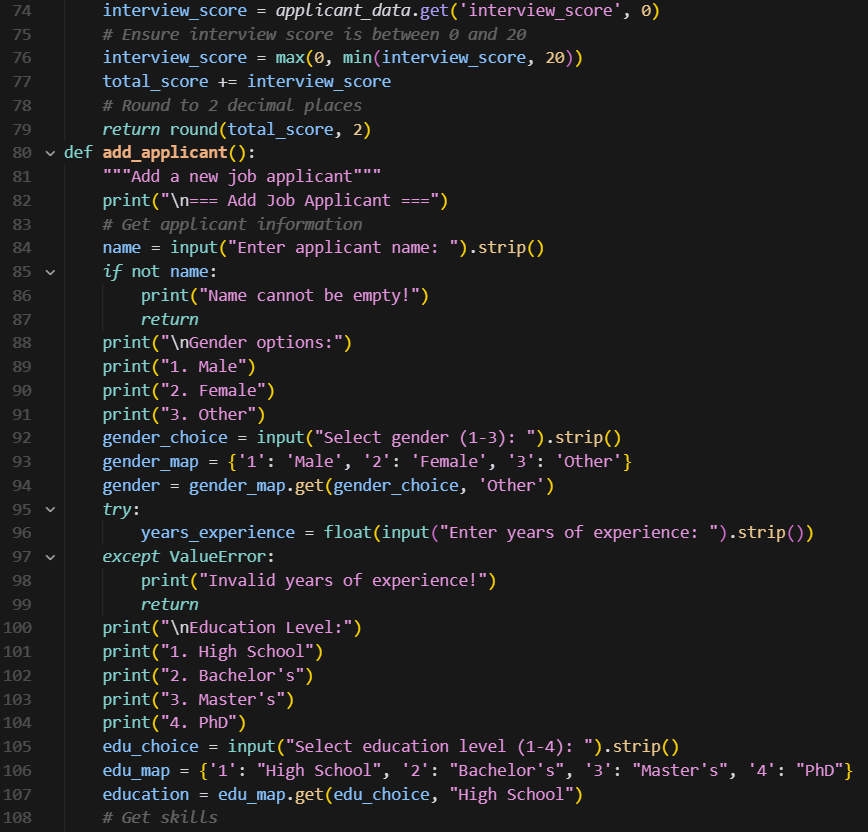 74 interview_score = applicant_data.get('interview_score', 0)
75 # Ensure interview score is between 0 and 20
76 interview_score = max(0, min(interview_score, 20))
77 total_score += interview_score
78 # Round to 2 decimal places
79 return round(total_score, 2)
80 def add_applicant():
81 """Add a new job applicant"""
82 print("\n=== Add Job Applicant ===")
83 # Get applicant information
84 name = input("Enter applicant name: ").strip()
85 if not name:
86 print("Name cannot be empty!")
87 return
88 print("\nGender options:")
89 print("1. Male")
90 print("2. Female")
91 print("3. Other")
92 gender_choice = input("Select gender (1-3): ").strip()
93 gender_map = {'1': 'Male', '2': 'Female', '3': 'Other'}
94 gender = gender_map.get(gender_choice, 'Other')
95 try:
96 years_experience = float(input("Enter years of experience: ").strip())
97 except ValueError:
98 print("Invalid years of experience!")
99 return
100 print("\nEducation Level:")
101 print("1. High School")
102 print("2. Bachelor's")
103 print("3. Master's")
104 print("4. PhD")
105 edu_choice = input("Select education level (1-4): ").strip()
106 edu_map = {'1': "High School", '2': "Bachelor's", '3': "Master's", '4': "PhD"}
107 education = edu_map.get(edu_choice, "High School")
108 # Get skills